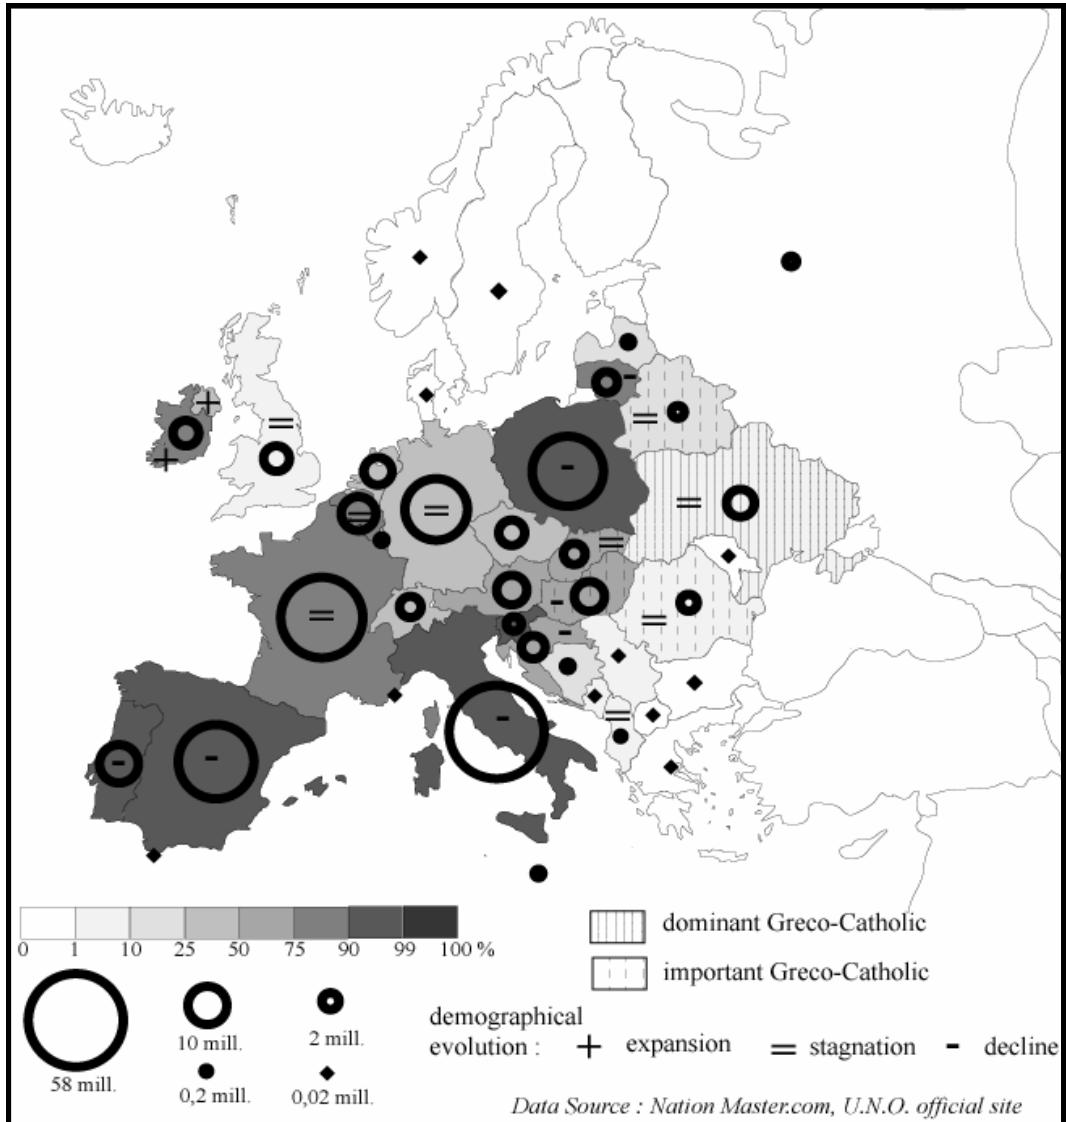 dominant Greco-Catholic
0 1 10 25 50 75 90 99 100 %
important Greco-Catholic
10 mill.
2 mill.
demographical
evolution : + expansion = stagnation - decline
58 mill.
0,2 mill.
0,02 mill.
Data Source : Nation Master.com, U.N.O. official site